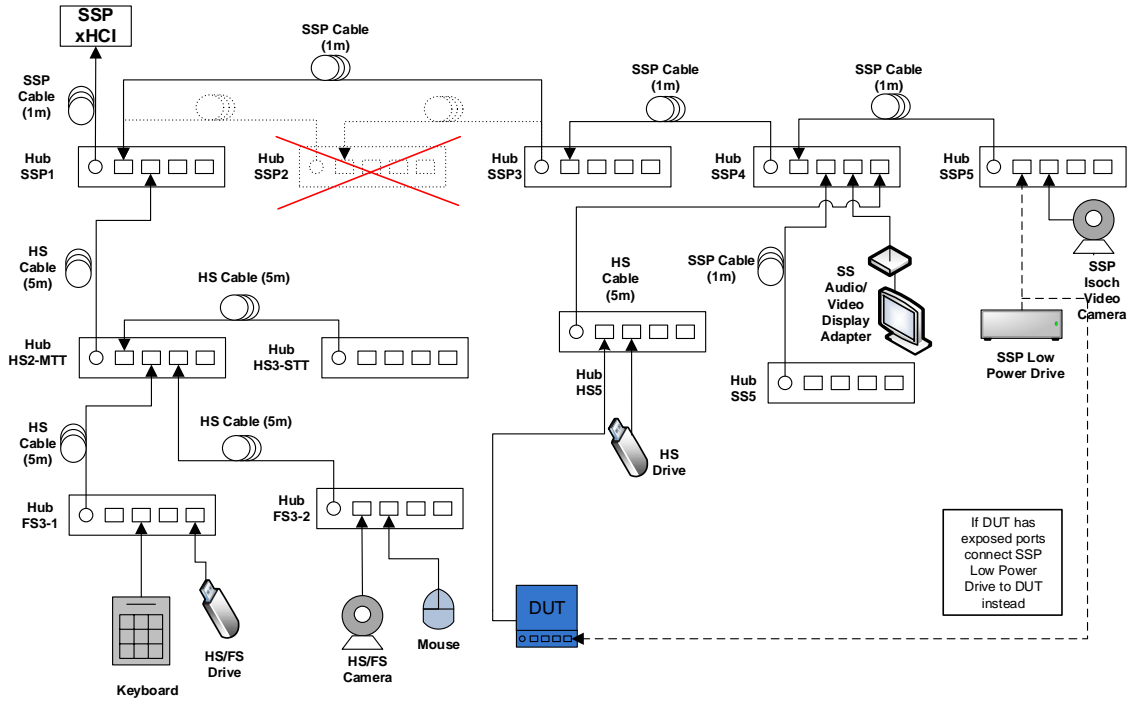 SSP
xHCI
SSP Cable
(1m)
SSP
Cable
(1m)
SSP Cable
(1m)
SSP Cable
(1m)
Hub
SSP1
Hub
SSP2
Hub
SSP3
Hub
SSP4
Hub
SSP5
HS
Cable
(5m)
HS Cable (5m)
HS
Cable
(5m)
SSP Cable
(1m)
SS
Audio/
Video
Display
Adapter
SSP
Isoch
Video
Camera
SSP Low
Power Drive
Hub
HS2-MTT
Hub
HS3-STT
Hub
HS5
Hub
SS5
HS
Cable
(5m)
HS Cable (5m)
HS
Drive
Hub
FS3-1
Hub
FS3-2
If DUT has
exposed ports
connect SSP
Low Power
Drive to DUT
instead
DUT
Mouse
HS/FS
Drive
HS/FS
Camera
Keyboard